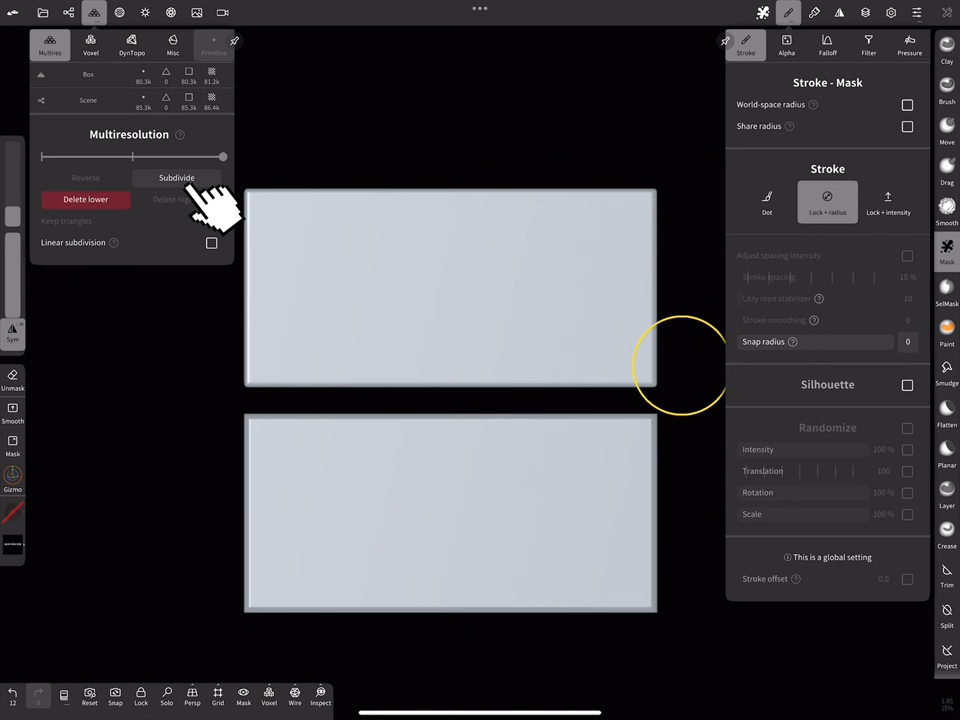 Multires
Voxel
DynTopo
Misc
Primitive
Box
80.3k
0
80.3k
81.2k
Scene
85.3k
0
85.3k
86.4k
Multiresolution ?
Reverse
Subdivide
Delete lower
Keep triangles
Linear subdivision ?
Sym
Unmask
Smooth
Mask
Gizmo
12
0
...
Reset
Snap
Lock
Solo
Persp
Grid
Mask
Voxel
Wire
Inspect
Stroke
Alpha
Falloff
Filter
Pressure
Stroke - Mask
World-space radius ?
Share radius ?
Stroke
Dot
Lock + radius
Lock + intensity
Adjust spacing intensity
Stroke spacing 10 %
Lazy rope stabilizer ? 10
Stroke smoothing ? 0
Snap radius ? 0
Silhouette
Randomize
Intensity 100 %
Translation 100
Rotation 100 %
Scale 100 %
This is a global setting
Stroke offset ? 0.0
Clay
Brush
Move
Drag
Smooth
Mask
SelMask
Paint
Smudge
Flatten
Planar
Layer
Crease
Trim
Split
Project
1.85
15%